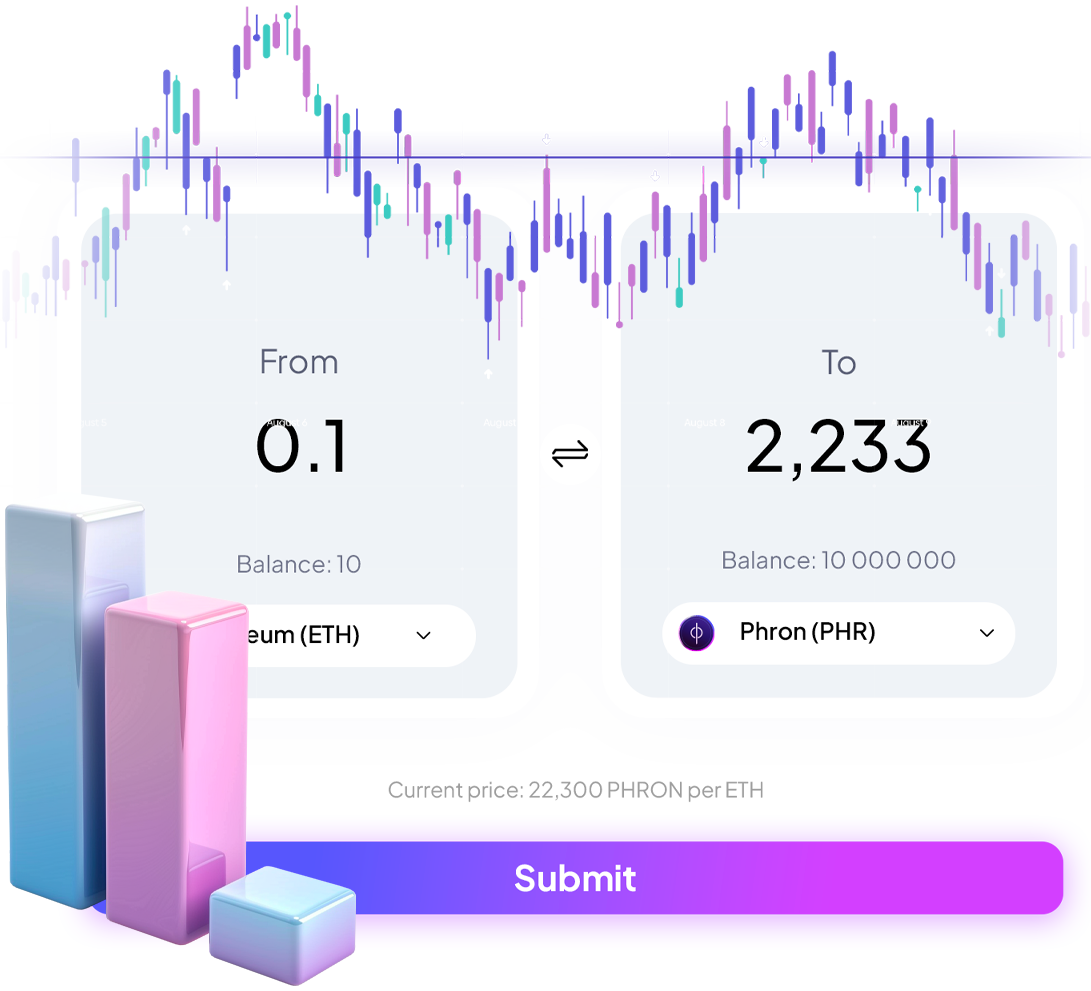 From
To
August 6
August
August 8
August
0.1
2,233
Balance: 10
Balance: 10 000 000
eum (ETH)
Phron (PHR)
Current price: 22,300 PHRON per ETH
Submit